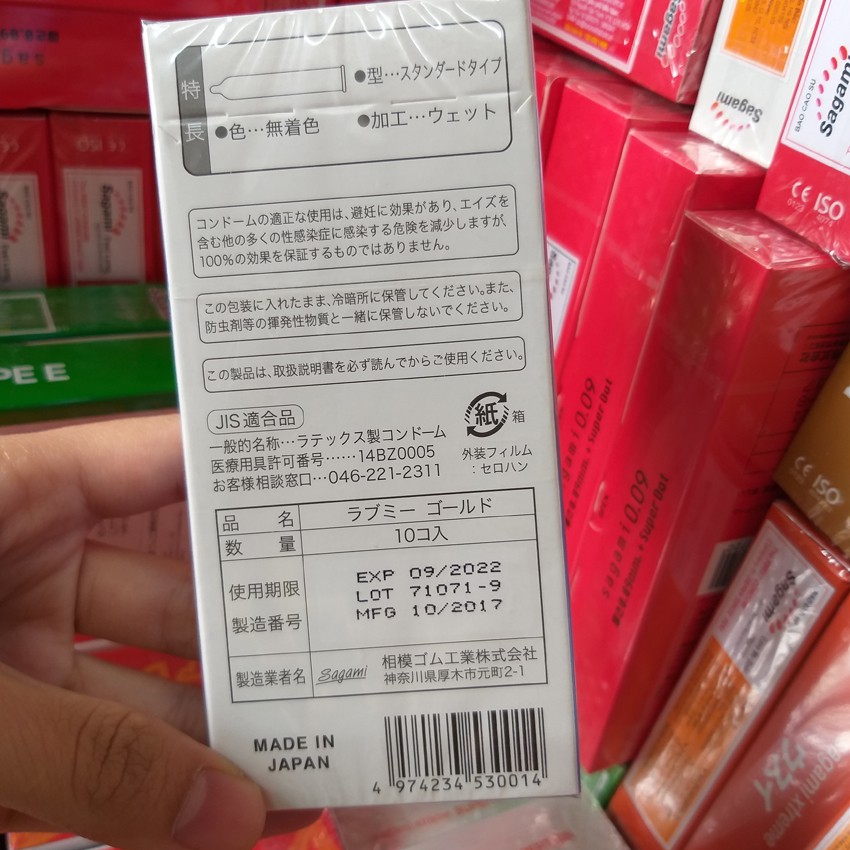 特長
●型…スタンダードタイプ
●色…無着色 ●加工…ウェット
コンドームの適正な使用は、避妊に効果があり、エイズを
含む他の多くの性感染症に感染する危険を減少しますが、
100%の効果を保証するものではありません。
この包装に入れたまま、冷暗所に保管してください。また、
防虫剤等の揮発性物質と一緒に保管しないでください。
この製品は、取扱説明書を必ず読んでからご使用ください。
JIS適合品
一般的名称…ラテックス製コンドーム
医療用具許可番号……14BZ0005
お客様相談窓口…046-221-2311
紙 箱
外装フィルム
:セロハン
品名 ラブミー ゴールド
数量 10コ入
使用期限 EXP 09/2022
LOT 71071-9
製造番号 MFG 10/2017
製造業者名 Sagami 相模ゴム工業株式会社
神奈川県厚木市元町2-1
MADE IN
JAPAN
4 974234 530014
PE E
Sagami
Sagami
BAO CAO SU
Sagami
CE ISO
sagami 0.09
sagami 0.09
CE ISO
Sagami
Sagami xtreme